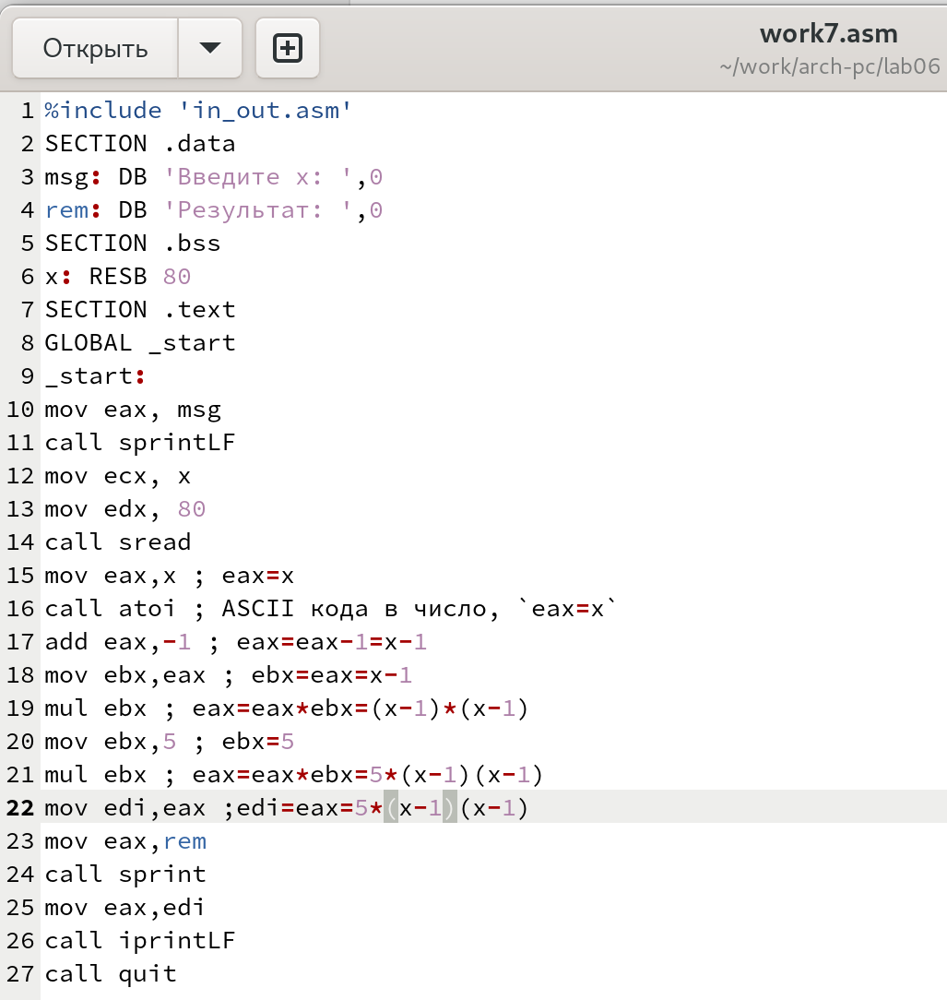 Открыть
work7.asm
~/work/arch-pc/lab06
1 %include 'in_out.asm'
2 SECTION .data
3 msg: DB 'Введите x: ',0
4 rem: DB 'Результат: ',0
5 SECTION .bss
6 x: RESB 80
7 SECTION .text
8 GLOBAL _start
9 _start:
10 mov eax, msg
11 call sprintLF
12 mov ecx, x
13 mov edx, 80
14 call sread
15 mov eax,x ; eax=x
16 call atoi ; ASCII кода в число, `eax=x`
17 add eax,-1 ; eax=eax-1=x-1
18 mov ebx,eax ; ebx=eax=x-1
19 mul ebx ; eax=eax*ebx=(x-1)*(x-1)
20 mov ebx,5 ; ebx=5
21 mul ebx ; eax=eax*ebx=5*(x-1)(x-1)
22 mov edi,eax ;edi=eax=5*(x-1)(x-1)
23 mov eax,rem
24 call sprint
25 mov eax,edi
26 call iprintLF
27 call quit